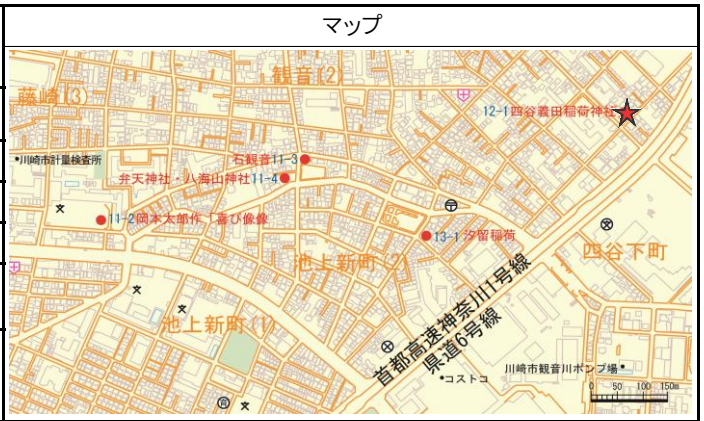 マップ
観音(2)
藤崎(3)
12-1四谷義田稲荷神社
石観音11-3
・川崎市計量検査所
弁天神社・八海山神社11-4
11-2岡本太郎作「喜び像像
13-1 汐留稲荷
四谷下町
池上新町(2)
首都高速神奈川1号線
県道6号線
池上新町(1)
川崎市観音川ポンプ場・
・コストコ
0 50 100 150m